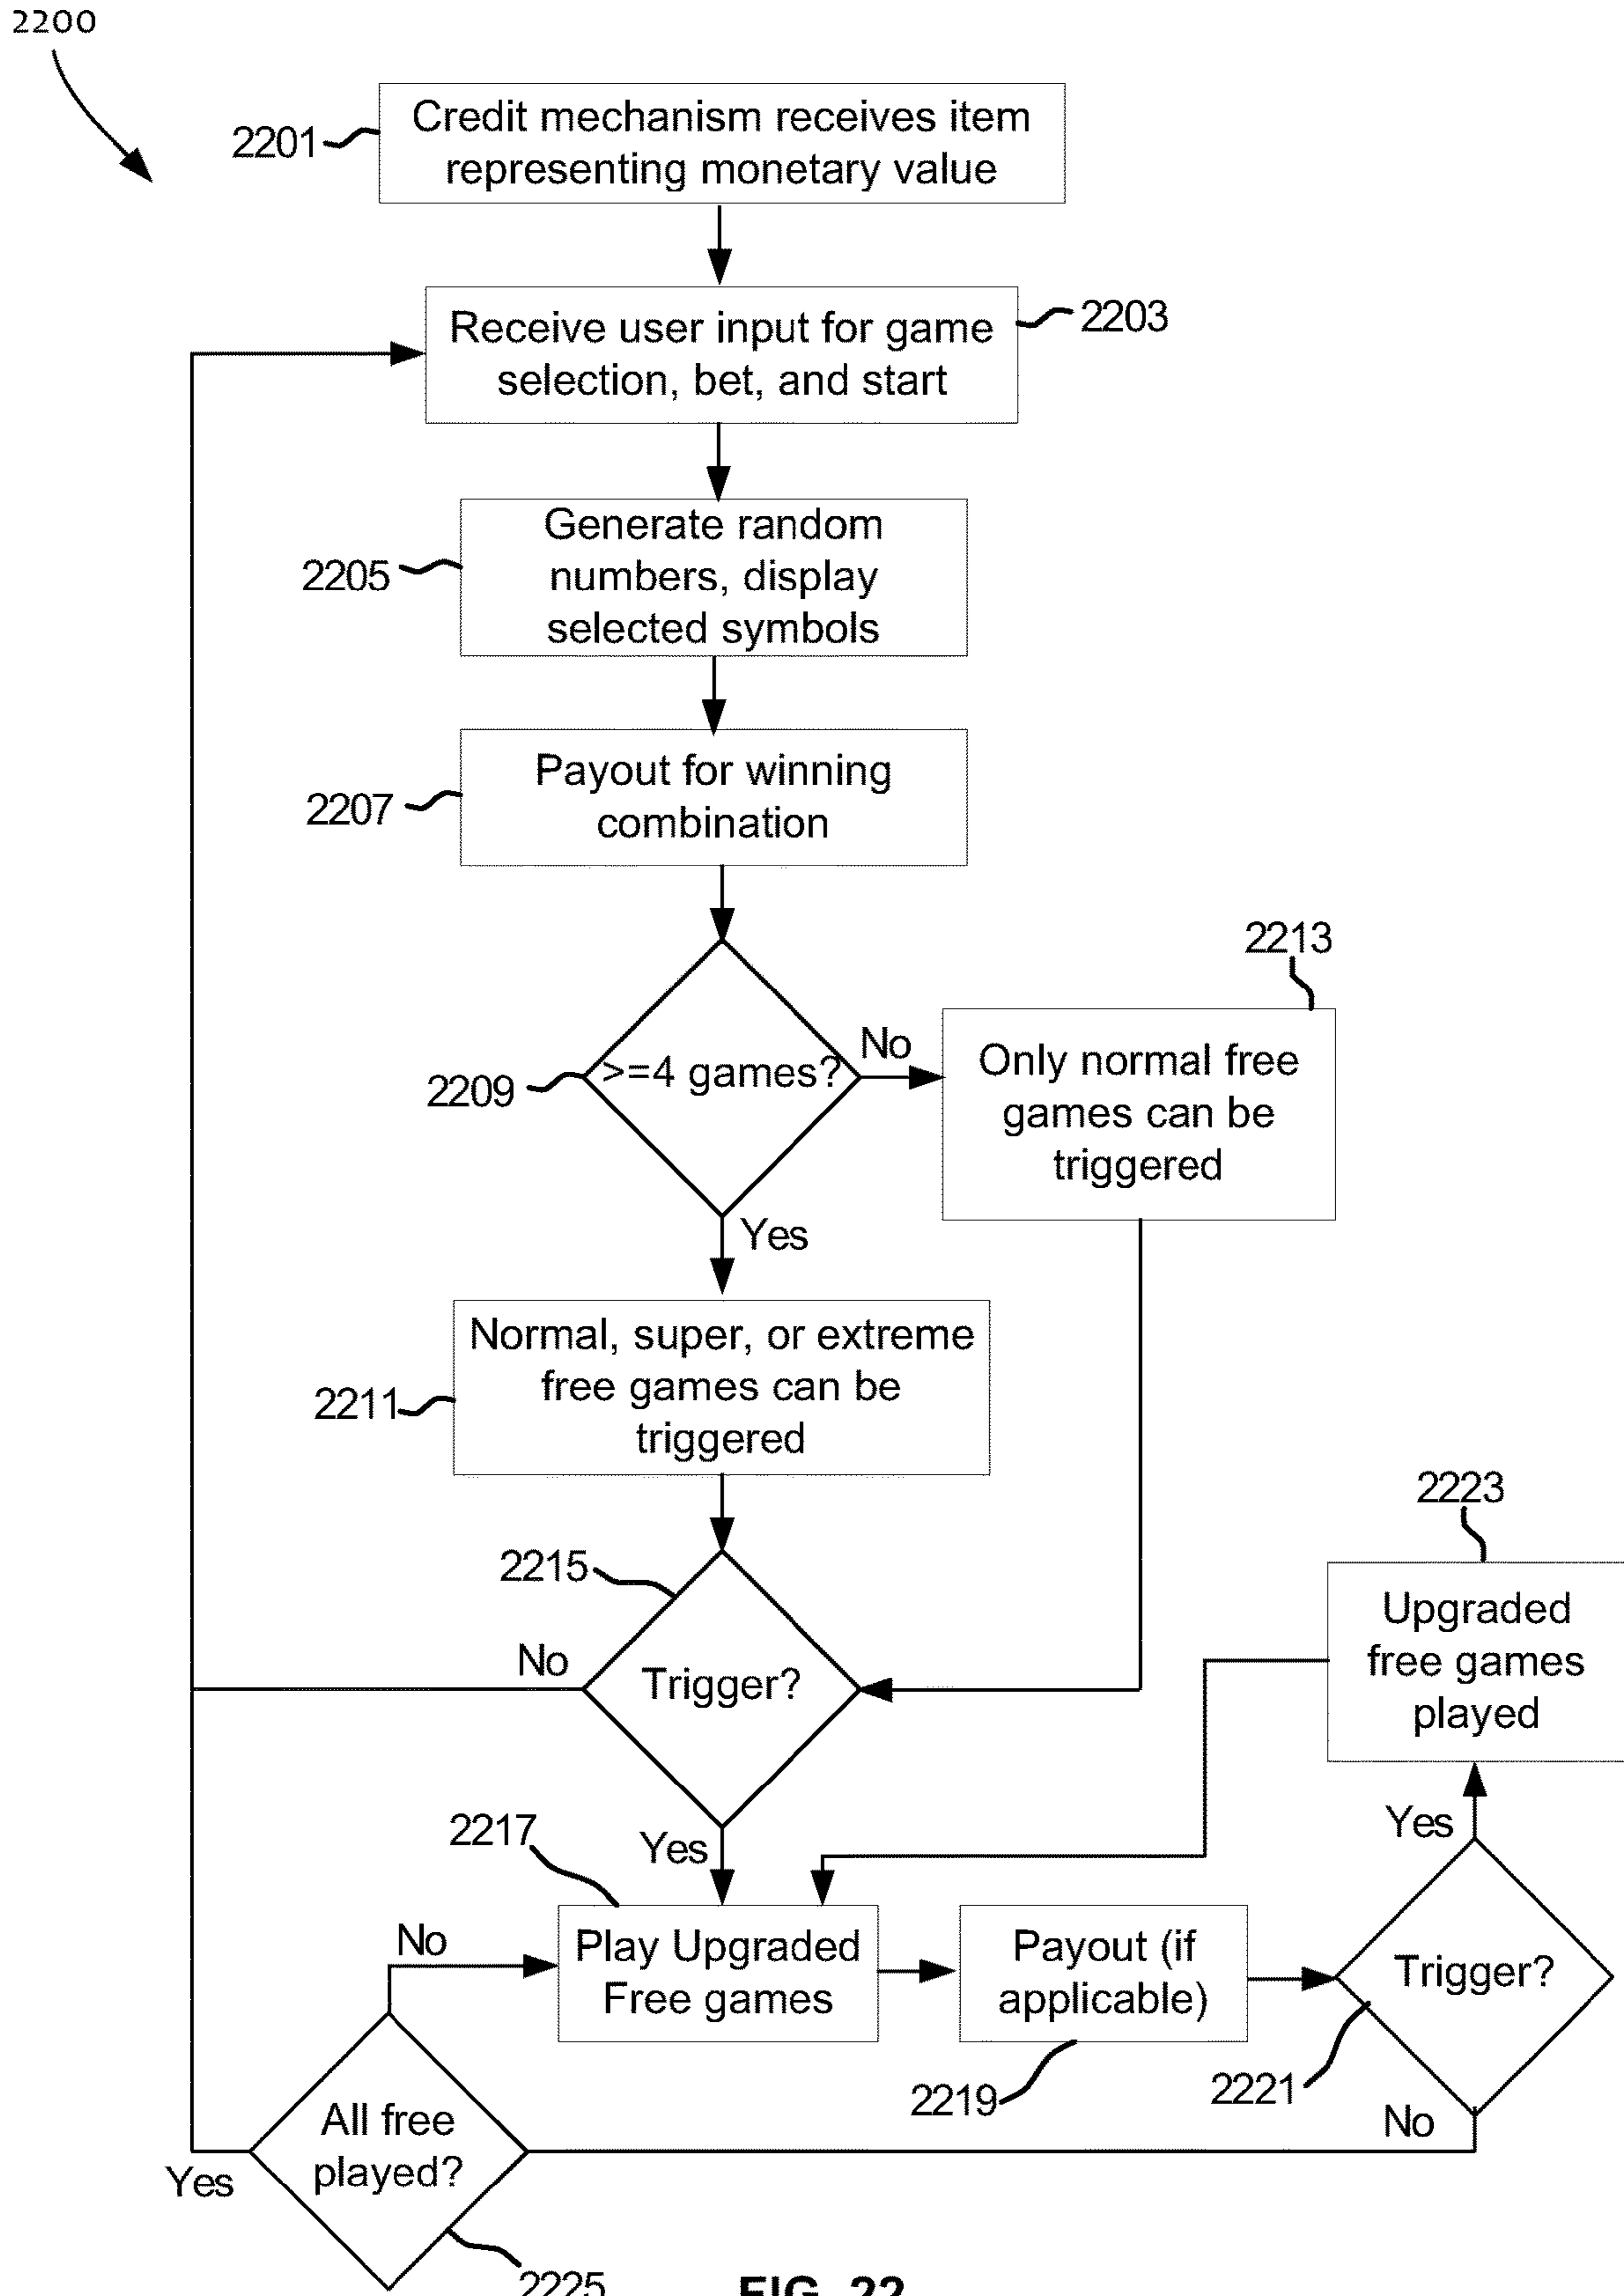 2200
2201
Credit mechanism receives item
representing monetary value
Receive user input for game
selection, bet, and start
2203
Generate random
numbers, display
selected symbols
2205
Payout for winning
combination
2207
2213
>=4 games?
No
2209
Only normal free
games can be
triggered
Yes
Normal, super, or extreme
free games can be
triggered
2211
2223
2215
Upgraded
free games
played
No
Trigger?
2217
Yes
Yes
No
Play Upgraded
Free games
Payout (if
applicable)
Trigger?
2219
2221
No
All free
played?
Yes
2225
FIG. 22